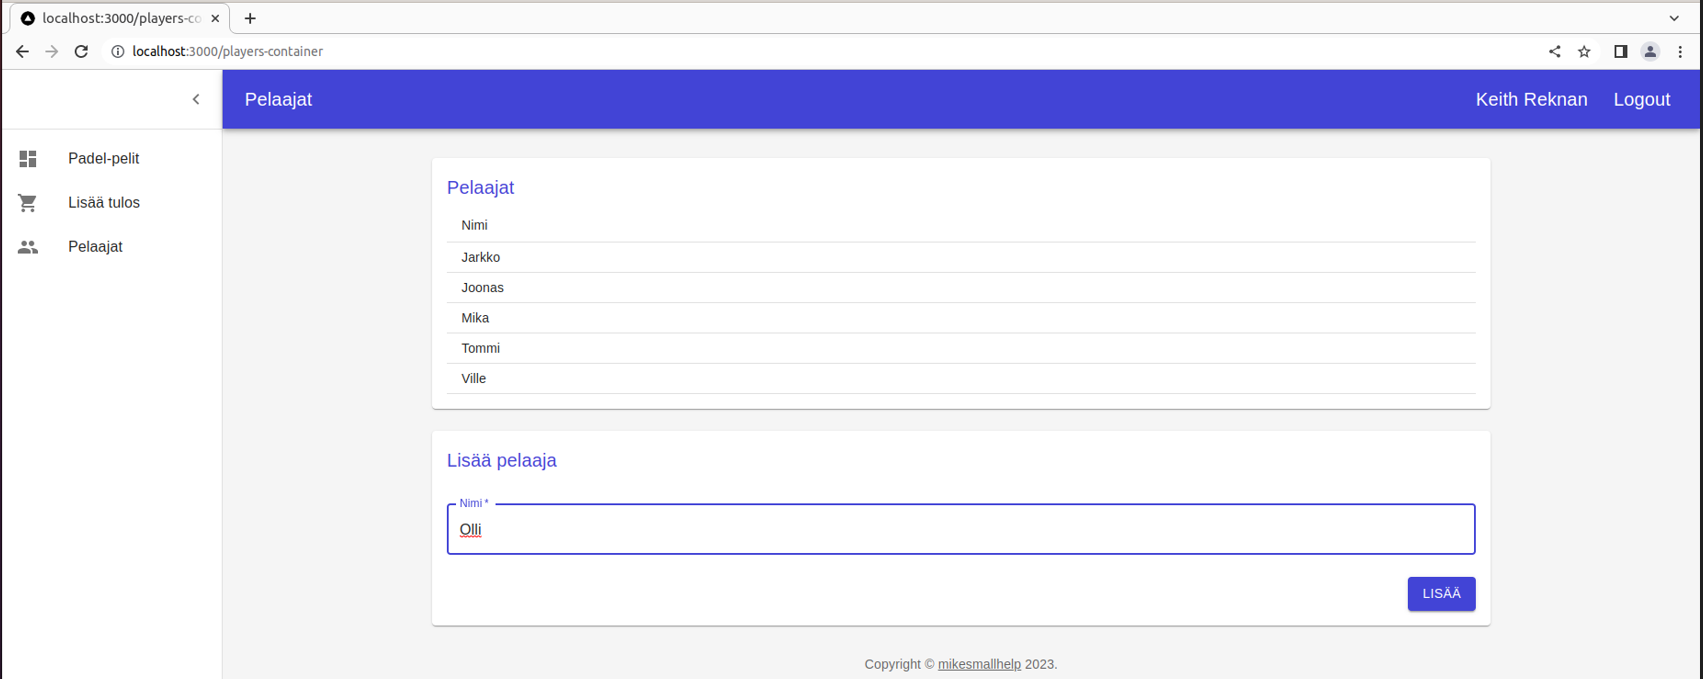 localhost:3000/players-co
localhost:3000/players-container
Pelaajat
Keith Reknan
Logout
Padel-pelit
Lisää tulos
Pelaajat
Pelaajat
Nimi
Jarkko
Joonas
Mika
Tommi
Ville
Lisää pelaaja
Nimi *
Olli
LISÄÄ
Copyright © mikesmallhelp 2023.